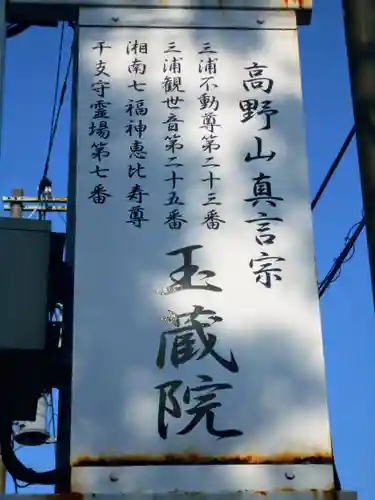 高野山真言宗
三浦不動尊第二十三番
三浦観世音第二十五番
湘南七福神恵比寿尊
干支守霊場第七番
玉蔵院